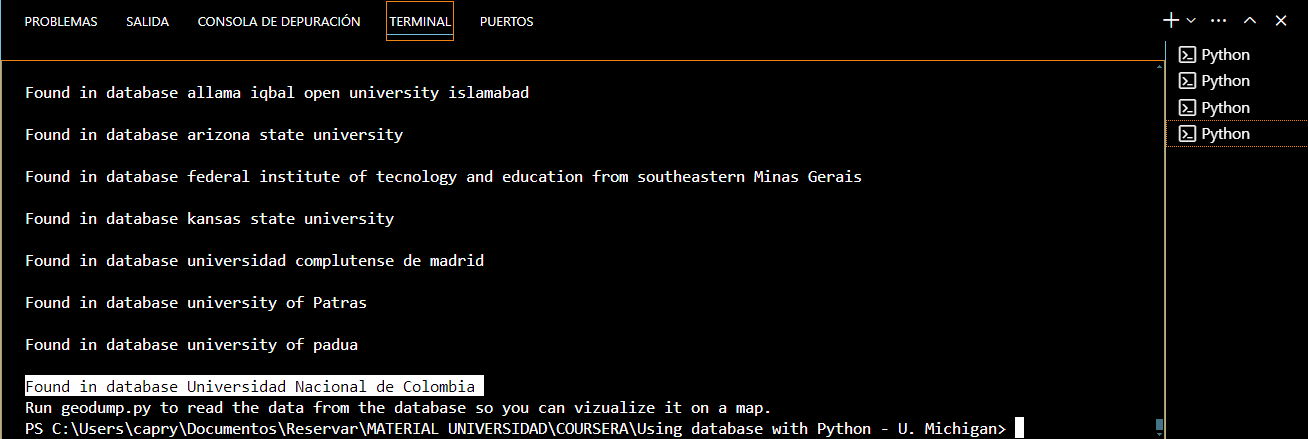 PROBLEMAS SALIDA CONSOLA DE DEPURACIÓN TERMINAL PUERTOS
Python
Python
Python
Python
Found in database allama iqbal open university islamabad
Found in database arizona state university
Found in database federal institute of tecnology and education from southeastern Minas Gerais
Found in database kansas state university
Found in database universidad complutense de madrid
Found in database university of Patras
Found in database university of padua
Found in database Universidad Nacional de Colombia
Run geodump.py to read the data from the database so you can vizualize it on a map.
PS C:\Users\capry\Documentos\Reservar\MATERIAL UNIVERSIDAD\COURSERA\Using database with Python - U. Michigan>